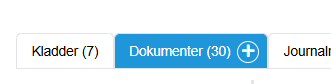 Kladder (7) Dokumenter (30)